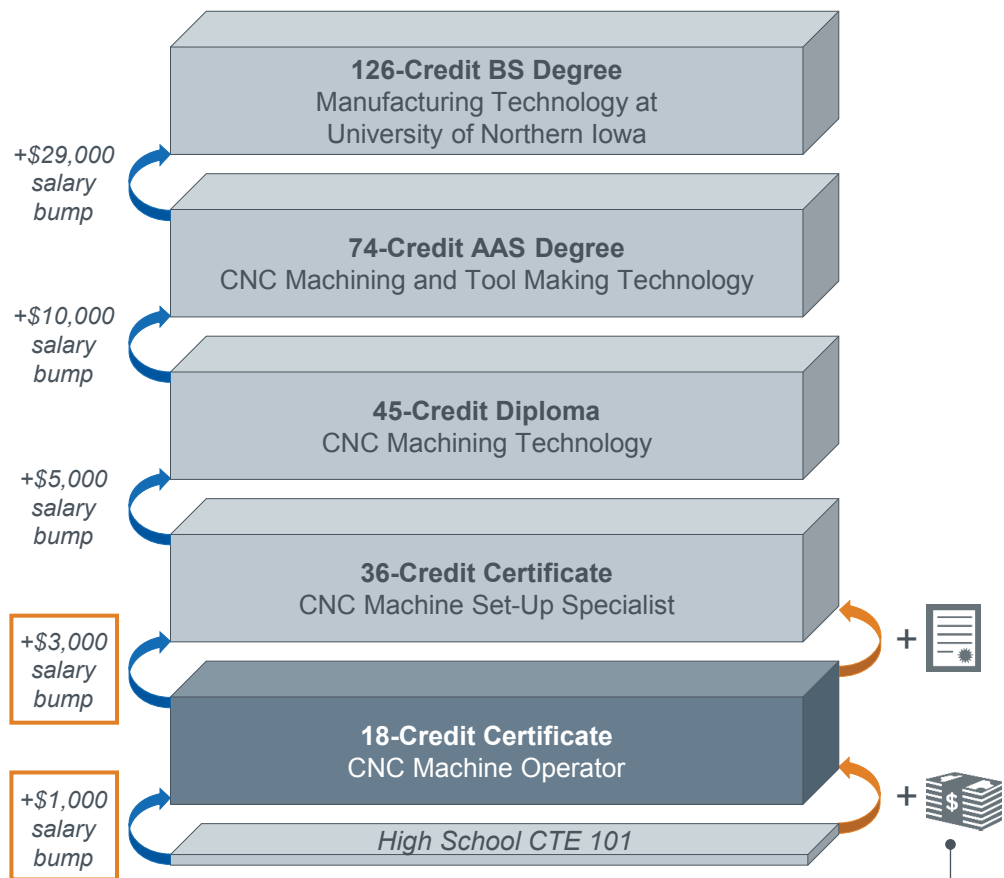 126-Credit BS Degree
Manufacturing Technology at
University of Northern Iowa
+$29,000
salary
bump
74-Credit AAS Degree
CNC Machining and Tool Making Technology
+$10,000
salary
bump
45-Credit Diploma
CNC Machining Technology
+$5,000
salary
bump
36-Credit Certificate
CNC Machine Set-Up Specialist
+$3,000
salary
bump
+
18-Credit Certificate
CNC Machine Operator
+$1,000
salary
bump
+
$
High School CTE 101